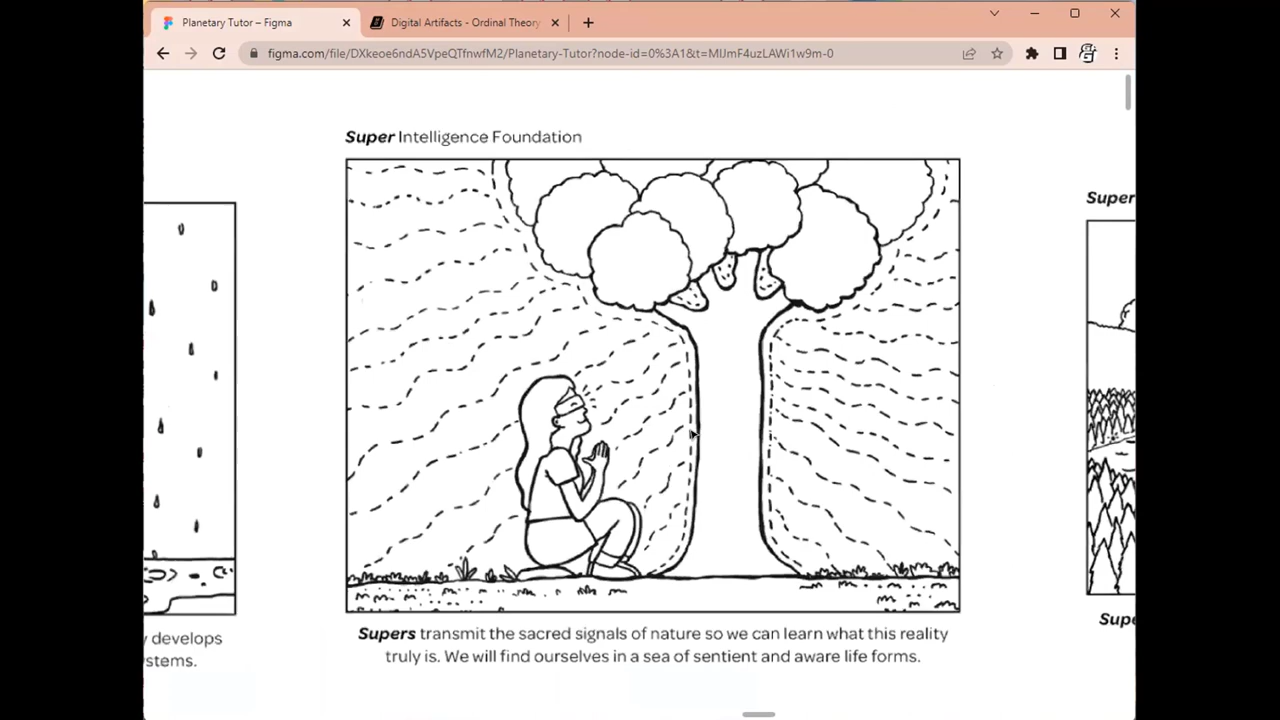 Planetary Tutor – Figma
Digital Artifacts - Ordinal Theory
figma.com/file/DXkeoe6ndA5VpeQTfnwfM2/Planetary-Tutor?node-id=0%3A1&t=MIJmF4uzLAWi1w9m-0
Super Intelligence Foundation
Super
Supers transmit the sacred signals of nature so we can learn what this reality
truly is. We will find ourselves in a sea of sentient and aware life forms.
y develops
stems.
Supe